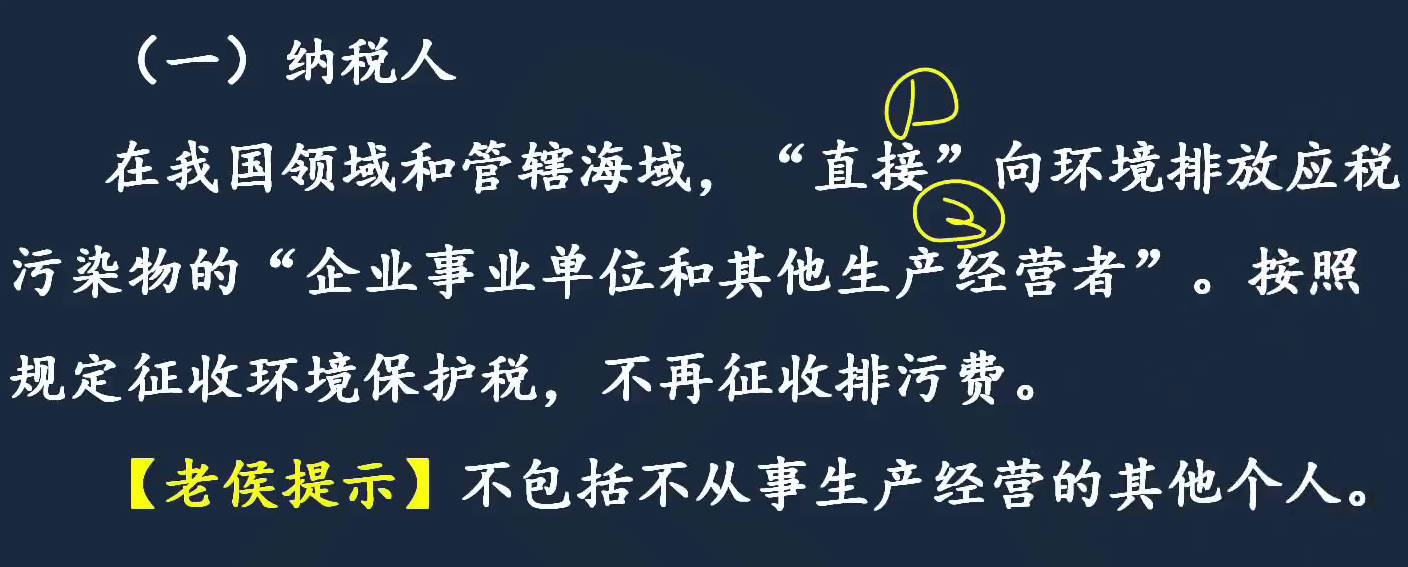 （一）纳税人
①
在我国领域和管辖海域，“直接”向环境排放应税
③
污染物的“企业事业单位和其他生产经营者”。按照
规定征收环境保护税，不再征收排污费。
【老侯提示】不包括不从事生产经营的其他个人。